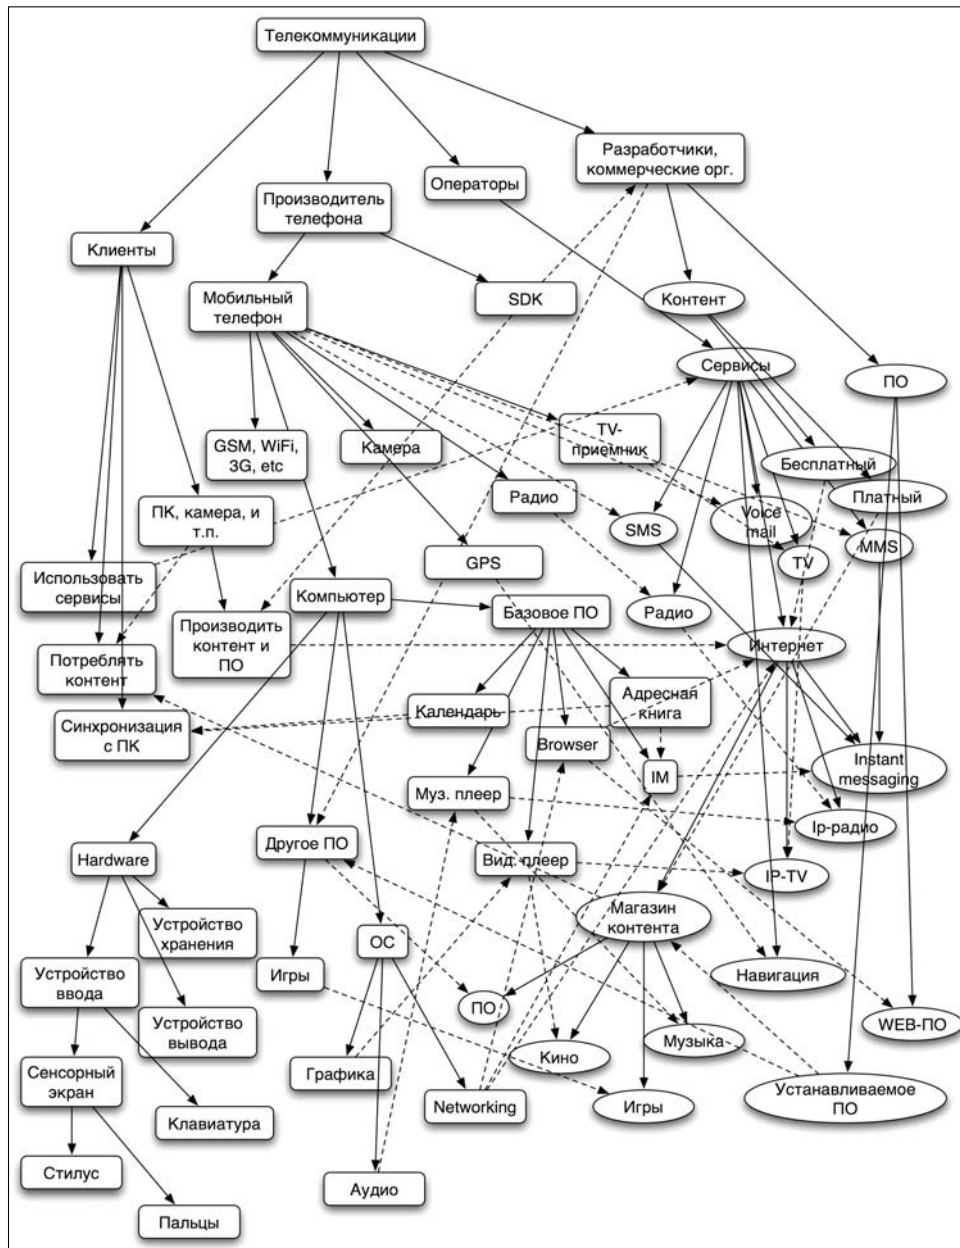 Телекоммуникации
Разработчики,
коммерческие орг.
Операторы
Производитель
телефона
Клиенты
Мобильный
телефон
SDK
Контент
Сервисы
ПО
GSM, WiFi,
3G, etc
Камера
TV-
приемник
Бесплатный
Платный
Радио
ПК, камера, и
т.п.
SMS
Voice
mail
MMS
TV
GPS
Использовать
сервисы
Компьютер
Базовое ПО
Радио
Производить
контент и
ПО
Интернет
Потреблять
контент
Адресная
книга
Календарь
Синхронизация
с ПК
Browser
IM
Instant
messaging
Муз. плеер
Ip-радио
Hardware
Другое ПО
Вид. плеер
IP-TV
Магазин
контента
Устройство
хранения
ОС
Устройство
ввода
Игры
Навигация
ПО
WEB-ПО
Устройство
вывода
Музыка
Кино
Графика
Сенсорный
экран
Networking
Игры
Устанавливаемое
ПО
Клавиатура
Стилус
Аудио
Пальцы